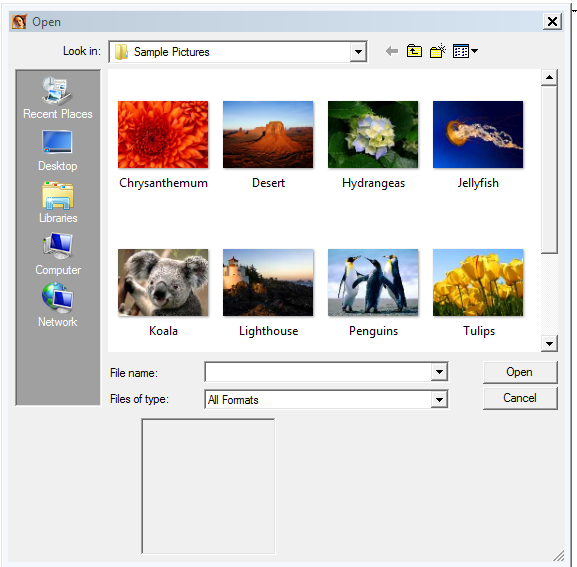 Open
Look in: Sample Pictures
Recent Places
Desktop
Libraries
Computer
Network
Chrysanthemum Desert Hydrangeas Jellyfish
Koala Lighthouse Penguins Tulips
File name: Open
Files of type: All Formats Cancel